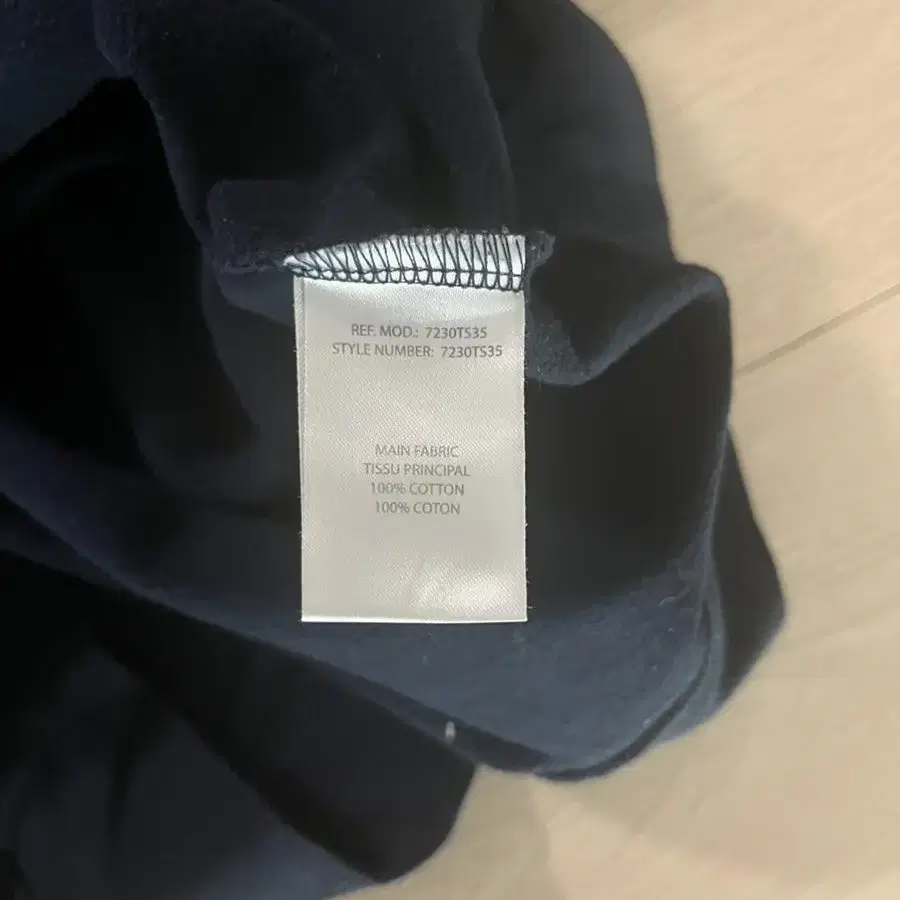 REF. MOD.: 7230TS35
STYLE NUMBER: 7230TS35
MAIN FABRIC
TISSU PRINCIPAL
100% COTTON
100% COTON